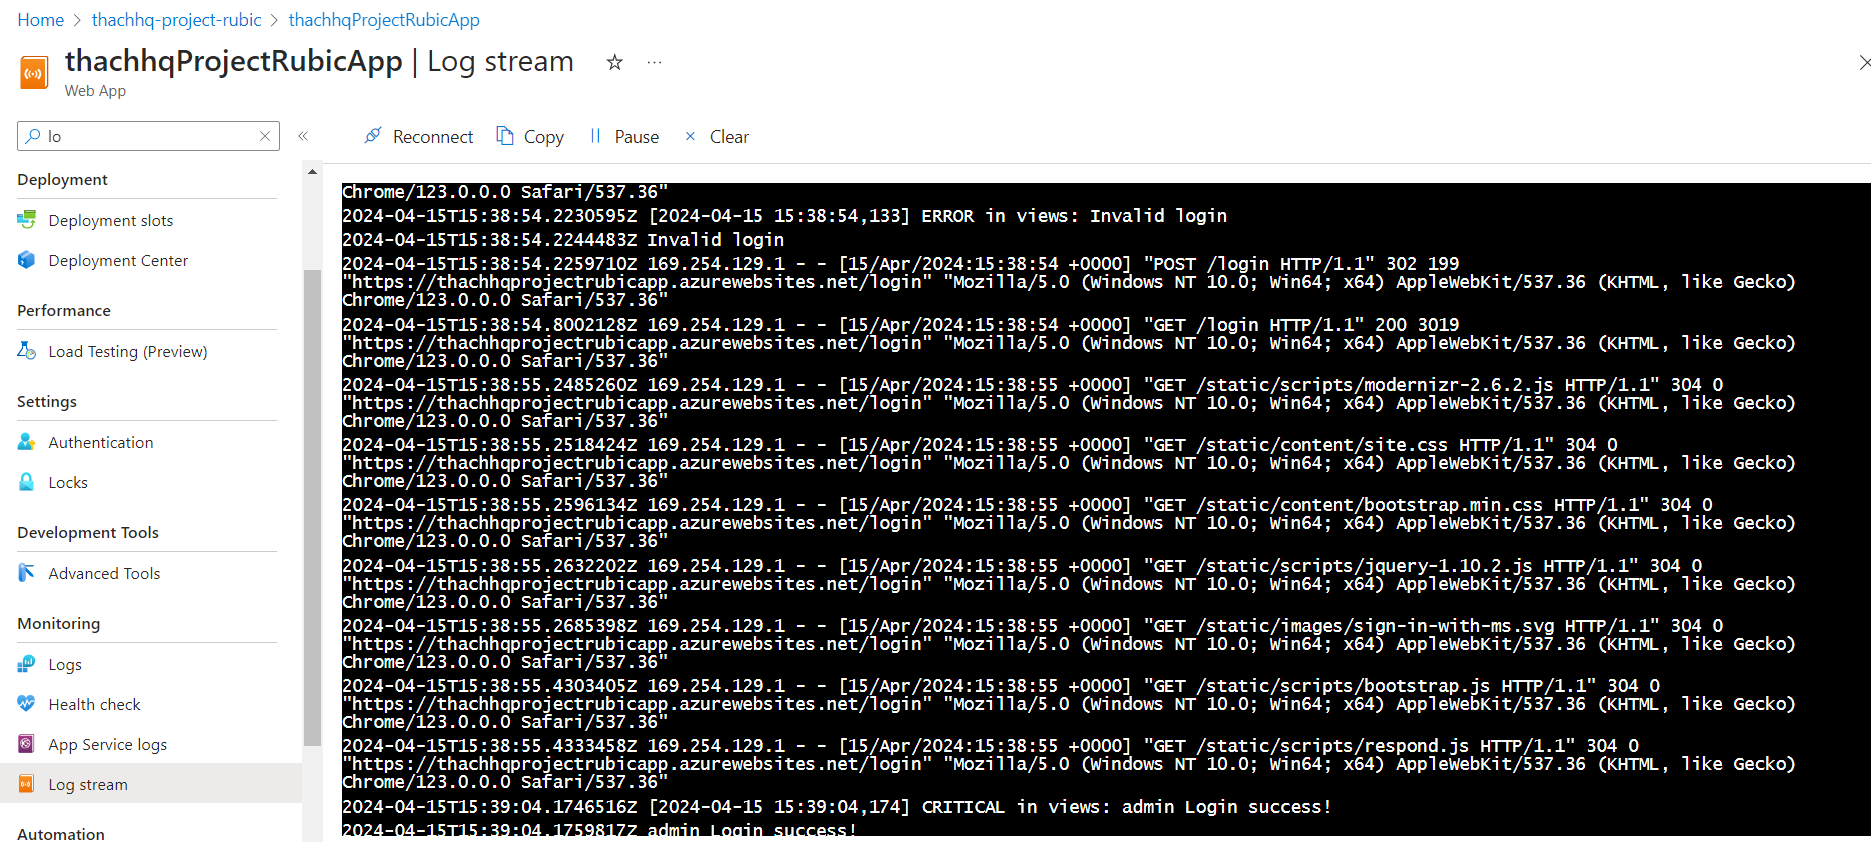 Home > thachhq-project-rubic > thachhqProjectRubicApp
thachhqProjectRubicApp | Log stream
Web App
lo
Reconnect Copy Pause Clear
Deployment
Deployment slots
Deployment Center
Performance
Load Testing (Preview)
Settings
Authentication
Locks
Development Tools
Advanced Tools
Monitoring
Logs
Health check
App Service logs
Log stream
Automation
Chrome/123.0.0.0 Safari/537.36"
2024-04-15T15:38:54.2230595Z [2024-04-15 15:38:54,133] ERROR in views: Invalid login
2024-04-15T15:38:54.2244483Z Invalid login
2024-04-15T15:38:54.2259710Z 169.254.129.1 - - [15/Apr/2024:15:38:54 +0000] "POST /login HTTP/1.1" 302 199
"https://thachhqprojectrubicapp.azurewebsites.net/login" "Mozilla/5.0 (Windows NT 10.0; Win64; x64) AppleWebKit/537.36 (KHTML, like Gecko)
Chrome/123.0.0.0 Safari/537.36"
2024-04-15T15:38:54.8002128Z 169.254.129.1 - - [15/Apr/2024:15:38:54 +0000] "GET /login HTTP/1.1" 200 3019
"https://thachhqprojectrubicapp.azurewebsites.net/login" "Mozilla/5.0 (Windows NT 10.0; Win64; x64) AppleWebKit/537.36 (KHTML, like Gecko)
Chrome/123.0.0.0 Safari/537.36"
2024-04-15T15:38:55.2485260Z 169.254.129.1 - - [15/Apr/2024:15:38:55 +0000] "GET /static/scripts/modernizr-2.6.2.js HTTP/1.1" 304 0
"https://thachhqprojectrubicapp.azurewebsites.net/login" "Mozilla/5.0 (Windows NT 10.0; Win64; x64) AppleWebKit/537.36 (KHTML, like Gecko)
Chrome/123.0.0.0 Safari/537.36"
2024-04-15T15:38:55.2518424Z 169.254.129.1 - - [15/Apr/2024:15:38:55 +0000] "GET /static/content/site.css HTTP/1.1" 304 0
"https://thachhqprojectrubicapp.azurewebsites.net/login" "Mozilla/5.0 (Windows NT 10.0; Win64; x64) AppleWebKit/537.36 (KHTML, like Gecko)
Chrome/123.0.0.0 Safari/537.36"
2024-04-15T15:38:55.2596134Z 169.254.129.1 - - [15/Apr/2024:15:38:55 +0000] "GET /static/content/bootstrap.min.css HTTP/1.1" 304 0
"https://thachhqprojectrubicapp.azurewebsites.net/login" "Mozilla/5.0 (Windows NT 10.0; Win64; x64) AppleWebKit/537.36 (KHTML, like Gecko)
Chrome/123.0.0.0 Safari/537.36"
2024-04-15T15:38:55.2632202Z 169.254.129.1 - - [15/Apr/2024:15:38:55 +0000] "GET /static/scripts/jquery-1.10.2.js HTTP/1.1" 304 0
"https://thachhqprojectrubicapp.azurewebsites.net/login" "Mozilla/5.0 (Windows NT 10.0; Win64; x64) AppleWebKit/537.36 (KHTML, like Gecko)
Chrome/123.0.0.0 Safari/537.36"
2024-04-15T15:38:55.2685398Z 169.254.129.1 - - [15/Apr/2024:15:38:55 +0000] "GET /static/images/sign-in-with-ms.svg HTTP/1.1" 304 0
"https://thachhqprojectrubicapp.azurewebsites.net/login" "Mozilla/5.0 (Windows NT 10.0; Win64; x64) AppleWebKit/537.36 (KHTML, like Gecko)
Chrome/123.0.0.0 Safari/537.36"
2024-04-15T15:38:55.4303405Z 169.254.129.1 - - [15/Apr/2024:15:38:55 +0000] "GET /static/scripts/bootstrap.js HTTP/1.1" 304 0
"https://thachhqprojectrubicapp.azurewebsites.net/login" "Mozilla/5.0 (Windows NT 10.0; Win64; x64) AppleWebKit/537.36 (KHTML, like Gecko)
Chrome/123.0.0.0 Safari/537.36"
2024-04-15T15:38:55.4333458Z 169.254.129.1 - - [15/Apr/2024:15:38:55 +0000] "GET /static/scripts/respond.js HTTP/1.1" 304 0
"https://thachhqprojectrubicapp.azurewebsites.net/login" "Mozilla/5.0 (Windows NT 10.0; Win64; x64) AppleWebKit/537.36 (KHTML, like Gecko)
Chrome/123.0.0.0 Safari/537.36"
2024-04-15T15:39:04.1746516Z [2024-04-15 15:39:04,174] CRITICAL in views: admin Login success!
2024-04-15T15:39:04.1759817Z admin Login success!